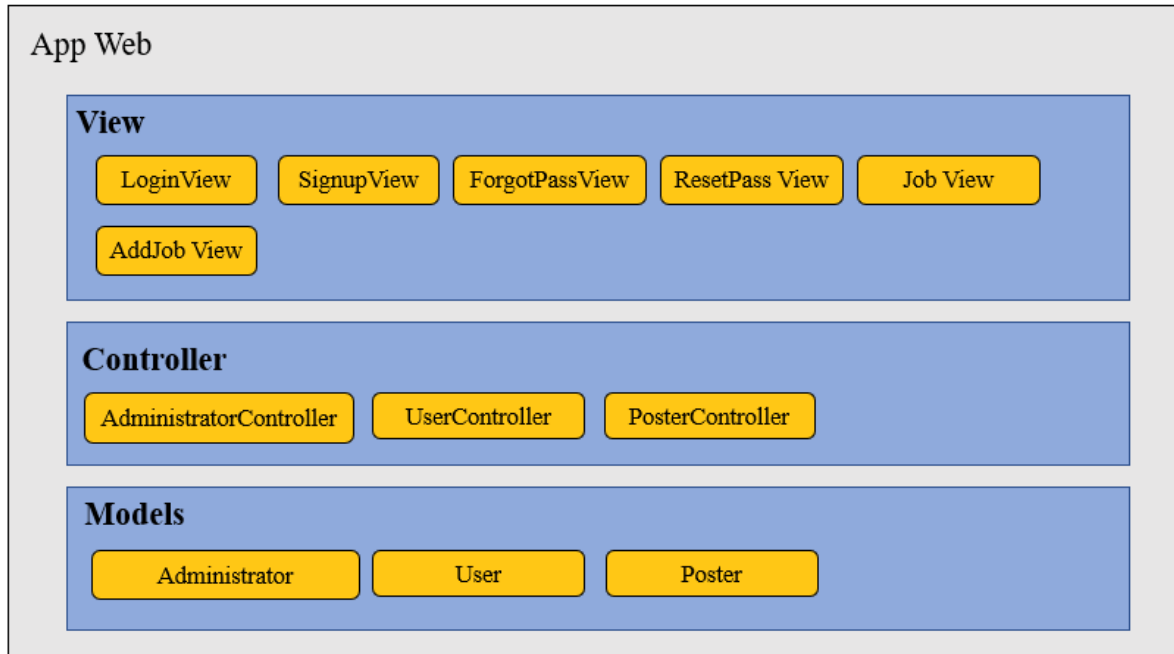 App Web
View
LoginView SignupView ForgotPassView ResetPass View Job View
AddJob View
Controller
AdministratorController UserController PosterController
Models
Administrator User Poster